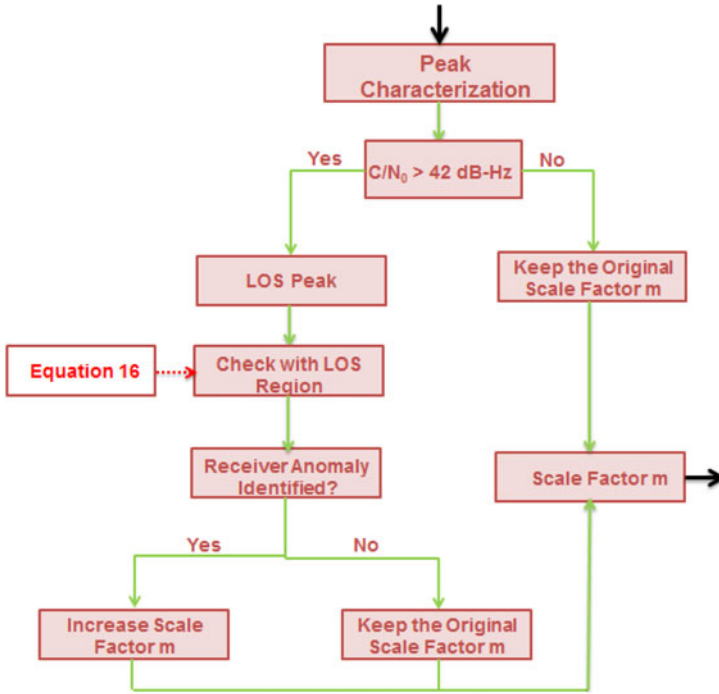 Peak
Characterization
Yes
C/N0 > 42 dB-Hz
No
LOS Peak
Keep the Original
Scale Factor m
Equation 16
Check with LOS
Region
Receiver Anomaly
Identified?
Scale Factor m
Yes
No
Increase Scale
Factor m
Keep the Original
Scale Factor m